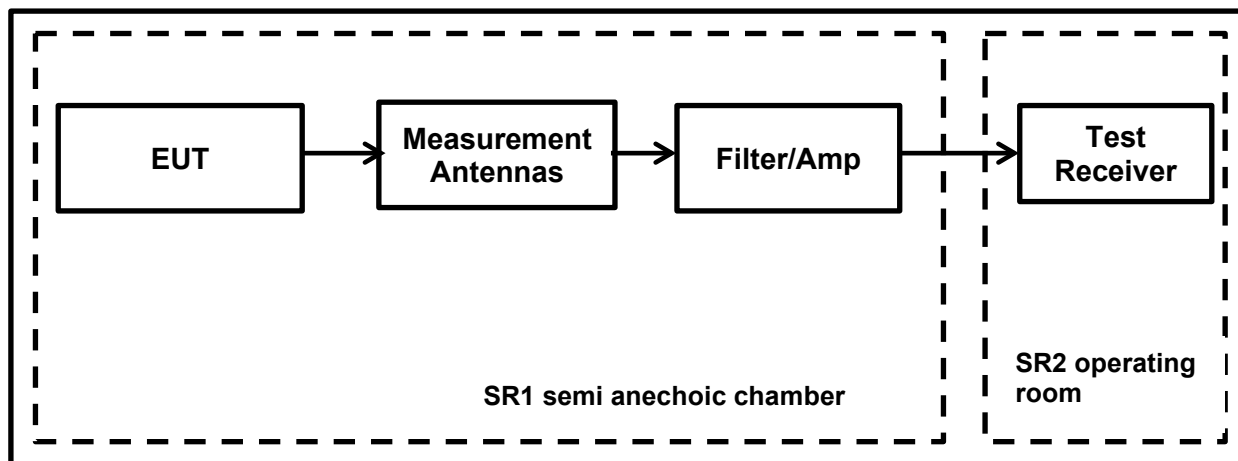 EUT
Measurement
Antennas
Filter/Amp
Test
Receiver
SR1 semi anechoic chamber
SR2 operating
room